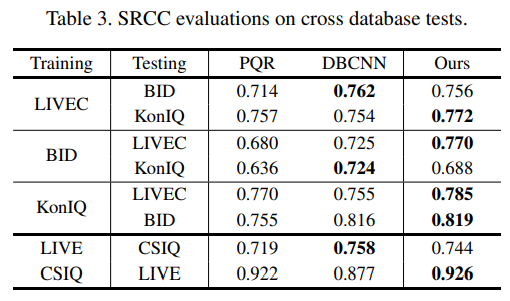 Table 3. SRCC evaluations on cross database tests.
Training Testing PQR DBCNN Ours
LIVEC BID 0.714 0.762 0.756
KonIQ 0.757 0.754 0.772
BID LIVEC 0.680 0.725 0.770
KonIQ 0.636 0.724 0.688
KonIQ LIVEC 0.770 0.755 0.785
BID 0.755 0.816 0.819
LIVE CSIQ 0.719 0.758 0.744
CSIQ LIVE 0.922 0.877 0.926